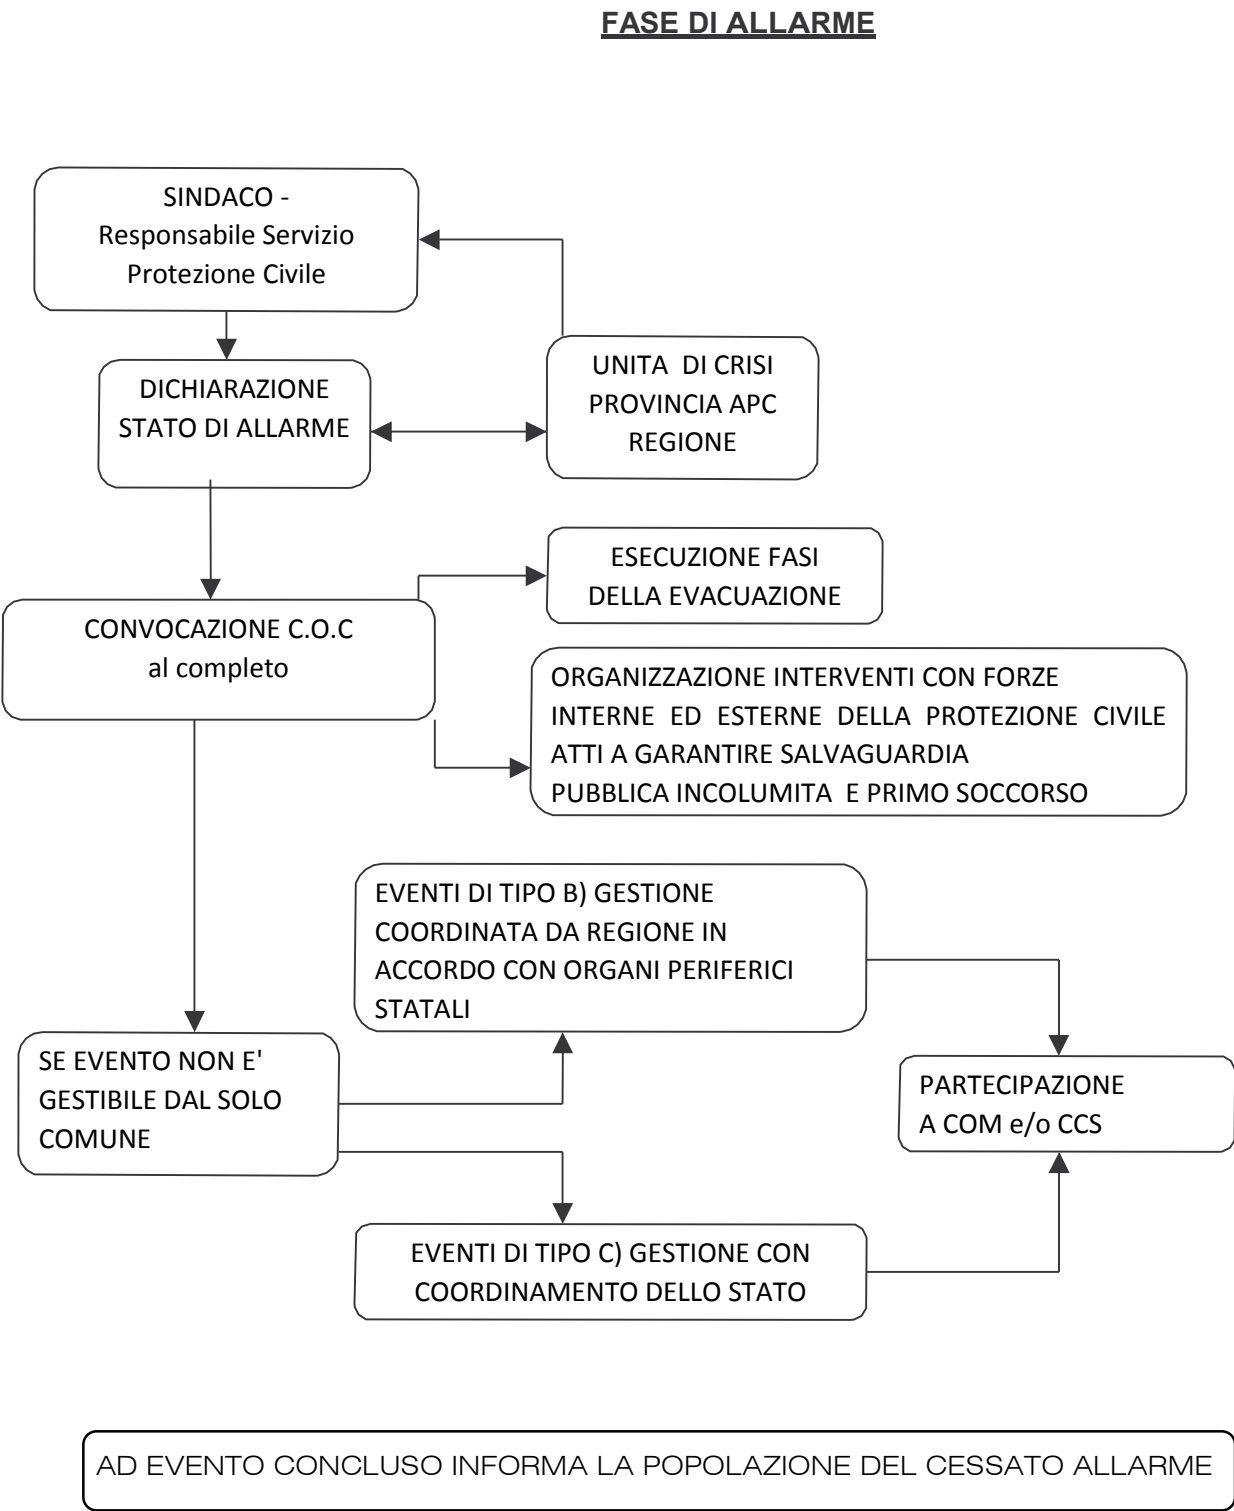 FASE DI ALLARME
SINDACO -
Responsabile Servizio
Protezione Civile
DICHIARAZIONE
STATO DI ALLARME
UNITA DI CRISI
PROVINCIA APC
REGIONE
ESECUZIONE FASI
DELLA EVACUAZIONE
CONVOCAZIONE C.O.C
al completo
ORGANIZZAZIONE INTERVENTI CON FORZE
INTERNE ED ESTERNE DELLA PROTEZIONE CIVILE
ATTI A GARANTIRE SALVAGUARDIA
PUBBLICA INCOLUMITA E PRIMO SOCCORSO
EVENTI DI TIPO B) GESTIONE
COORDINATA DA REGIONE IN
ACCORDO CON ORGANI PERIFERICI
STATALI
SE EVENTO NON E'
GESTIBILE DAL SOLO
COMUNE
PARTECIPAZIONE
A COM e/o CCS
EVENTI DI TIPO C) GESTIONE CON
COORDINAMENTO DELLO STATO
AD EVENTO CONCLUSO INFORMA LA POPOLAZIONE DEL CESSATO ALLARME